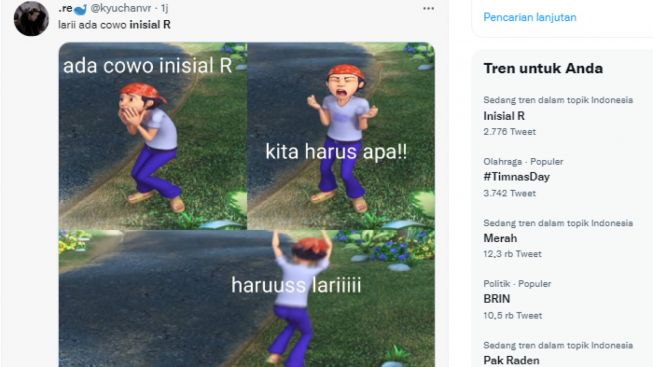 .re @kyuchanvr · 1j
larii ada cowo inisial R
ada cowo inisial R
kita harus apa!!
haruuss lariiiii
Pencarian lanjutan
Tren untuk Anda
Sedang tren dalam topik Indonesia
Inisial R
2.776 Tweet
Olahraga · Populer
#TimnasDay
3.742 Tweet
Sedang tren dalam topik Indonesia
Merah
12,3 rb Tweet
Politik · Populer
BRIN
10,5 rb Tweet
Sedang tren dalam topik Indonesia
Pak Raden